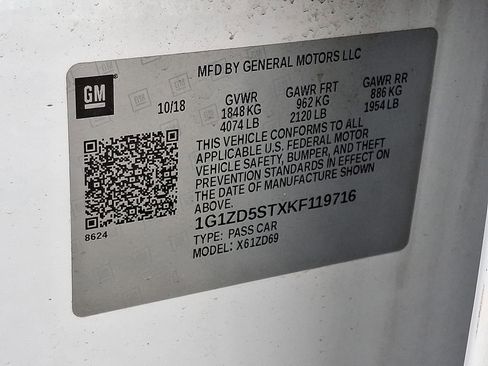 MFD BY GENERAL MOTORS LLC
GM
10/18 GVWR GAWR FRT GAWR RR
1848 KG 962 KG 886 KG
4074 LB 2120 LB 1954 LB
THIS VEHICLE CONFORMS TO ALL
APPLICABLE U.S. FEDERAL MOTOR
VEHICLE SAFETY, BUMPER, AND THEFT
PREVENTION STANDARDS IN EFFECT ON
THE DATE OF MANUFACTURE SHOWN
ABOVE.
8624
1G1ZD5STXKF119716
TYPE: PASS CAR
MODEL: X61ZD69